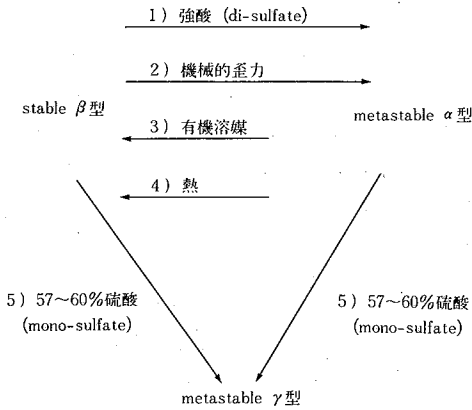 1) 強酸 (di-sulfate)
2) 機械的歪力
stable β型
metastable α型
3) 有機溶媒
4) 熱
5) 57～60%硫酸
(mono-sulfate)
5) 57～60%硫酸
(mono-sulfate)
metastable γ型